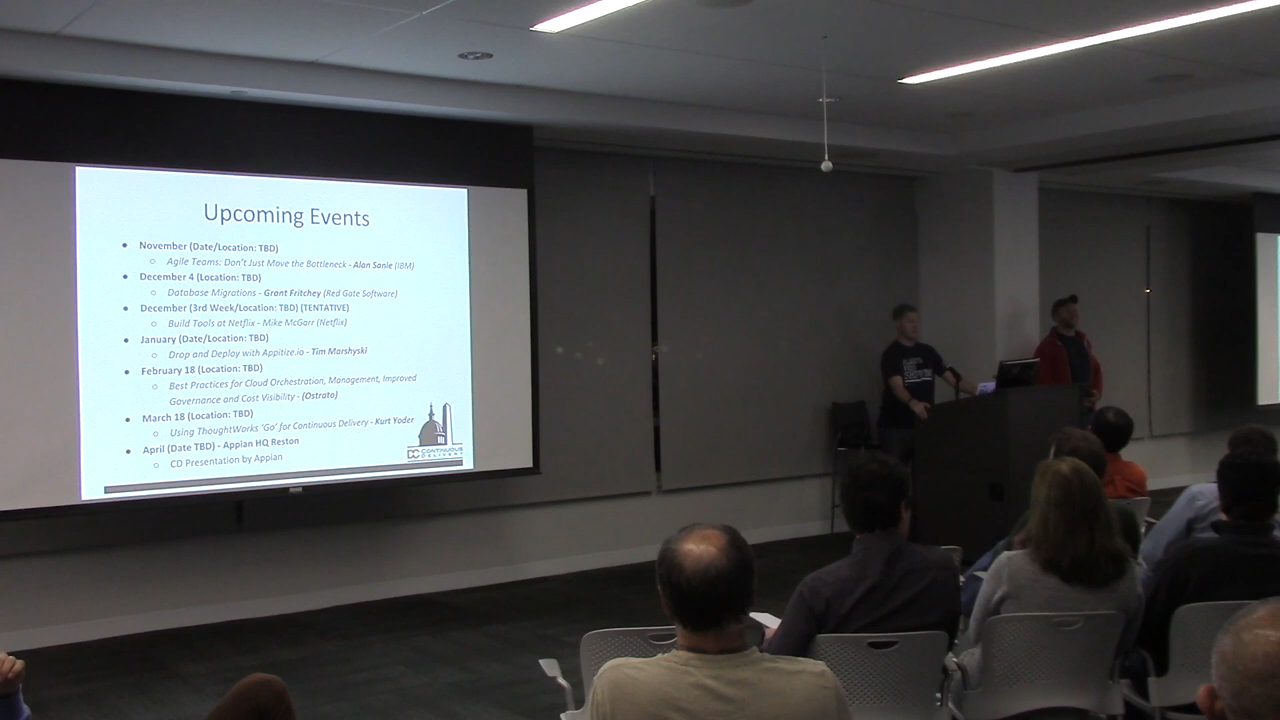 Upcoming Events
● November (Date/Location: TBD)
○ Agile Teams: Don't Just Move the Bottleneck - Alan Sanie (IBM)
● December 4 (Location: TBD)
○ Database Migrations - Grant Fritchey (Red Gate Software)
● December (3rd Week/Location: TBD) (TENTATIVE)
○ Build Tools at Netflix - Mike McGarr (Netflix)
● January (Date/Location: TBD)
○ Drop and Deploy with Appitize.io - Tim Marshyski
● February 18 (Location: TBD)
○ Best Practices for Cloud Orchestration, Management, Improved
Governance and Cost Visibility - (Ostrato)
● March 18 (Location: TBD)
○ Using ThoughtWorks 'Go' for Continuous Delivery - Kurt Yoder
● April (Date TBD) - Appian HQ Reston
○ CD Presentation by Appian
DC CONTINUOUS
DELIVERY